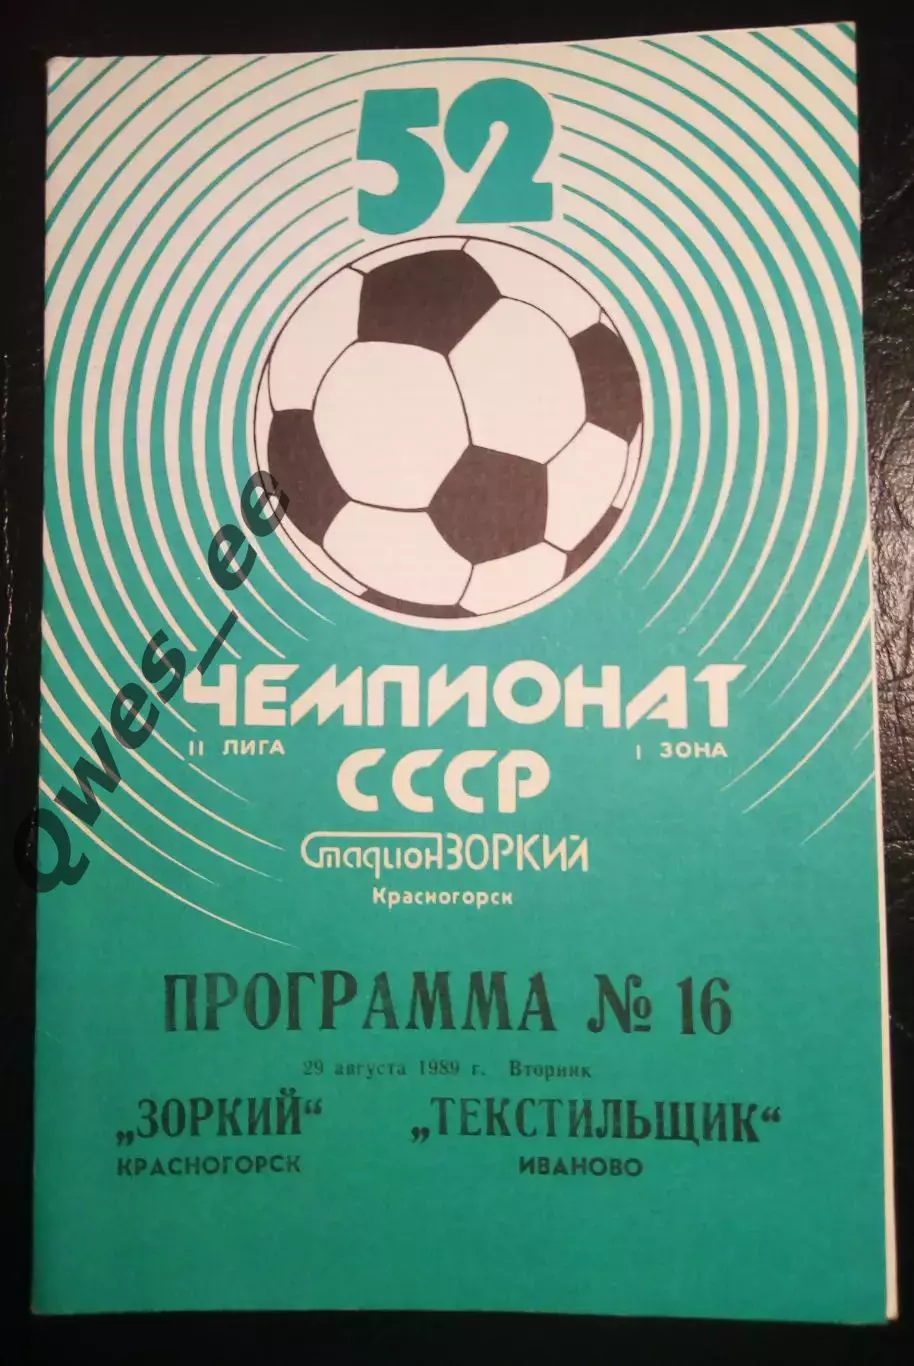 52
ЧЕМПИОНАТ
II ЛИГА I ЗОНА
СССР
Стадион ЗОРКИЙ
Красногорск
ПРОГРАММА № 16
29 августа 1989 г. Вторник
„ЗОРКИЙ“ „ТЕКСТИЛЬЩИК“
КРАСНОГОРСК ИВАНОВО
Qwes_ee